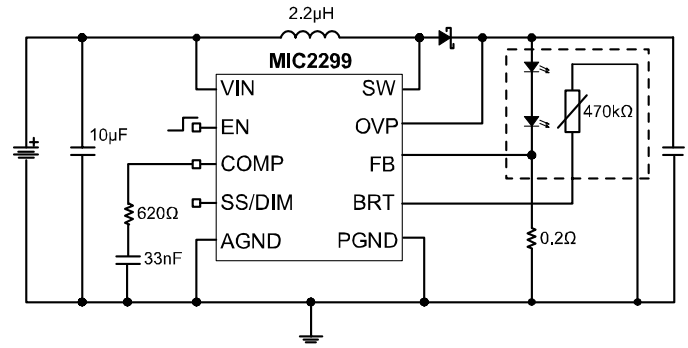 2.2µH
MIC2299
VIN
SW
10µF
EN
OVP
470kΩ
COMP
FB
620Ω
SS/DIM
BRT
33nF
AGND
PGND
0.2Ω
+